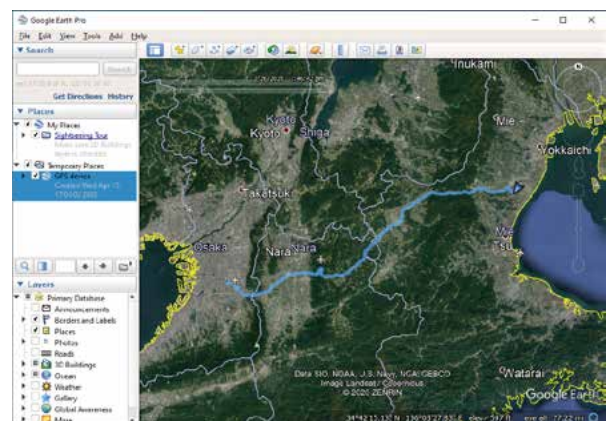 Google Earth Pro
File Edit View Tools Add Help
Search
Search
Get Directions History
Places
My Places
Sightseeing Tour
Temporary Places
GPS device
Layers
Primary Database
Announcements
Borders and Labels
Places
Photos
Roads
3D Buildings
Ocean
Weather
Gallery
Global Awareness
More
Inukami
Kyoto
Kyoto
Shiga
Mie
Yokkaichi
Takatsuki
Osaka
Nara
Nara
Mie
Tsu
Watarai
Data SIO, NOAA, U.S. Navy, NGA, GEBCO
Image Landsat / Copernicus
© 2020 ZENRIN
Google Earth